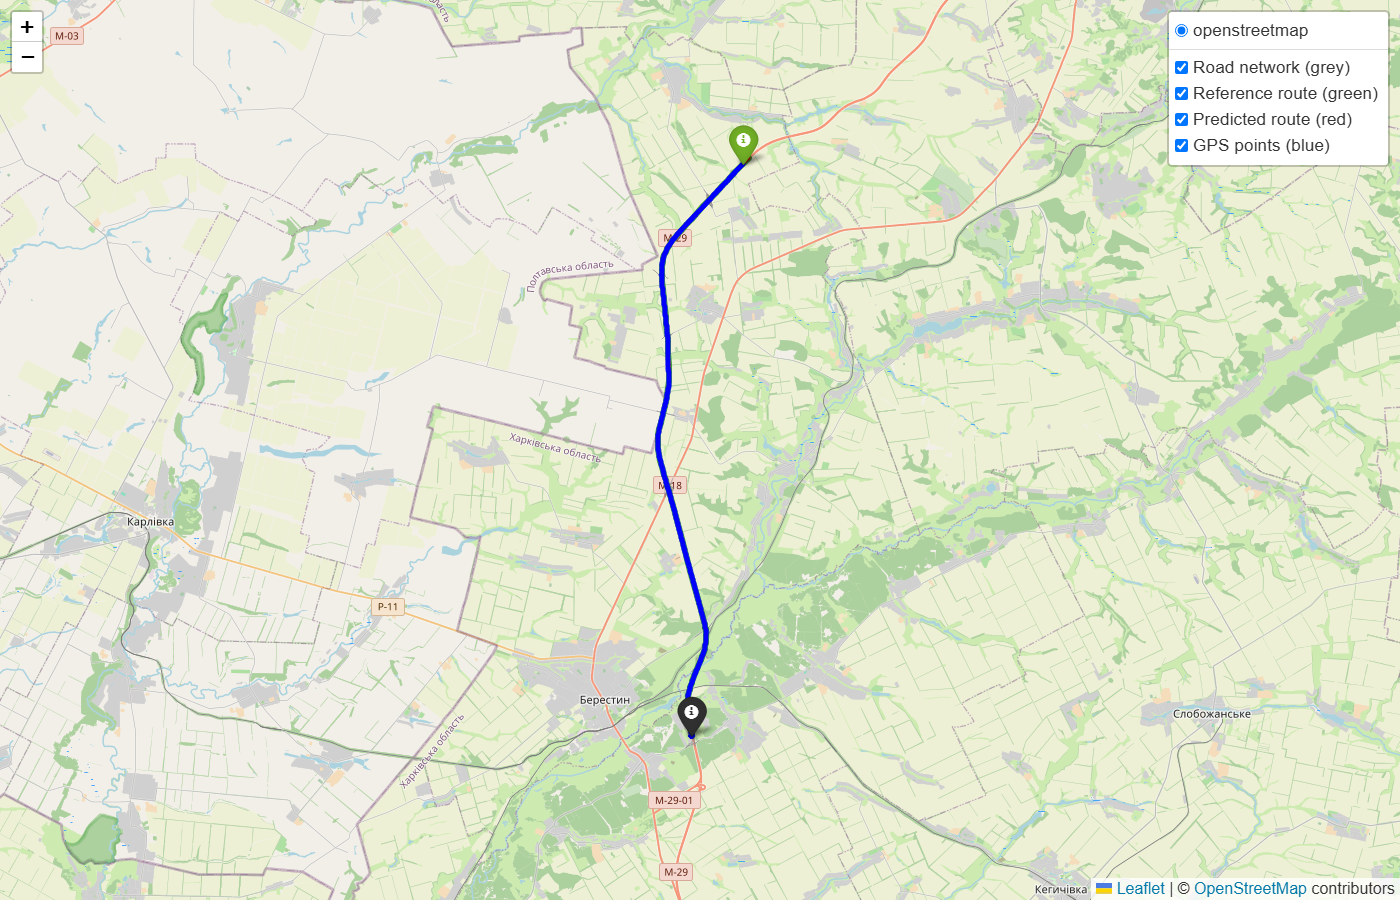 +
−
M-03
openstreetmap
Road network (grey)
Reference route (green)
Predicted route (red)
GPS points (blue)
Полтавська область
Харківська область
M-18
Карлівка
P-11
Берестин
Слобожанське
Харківська область
M-29-01
M-29
Кегичівка
Leaflet | © OpenStreetMap contributors